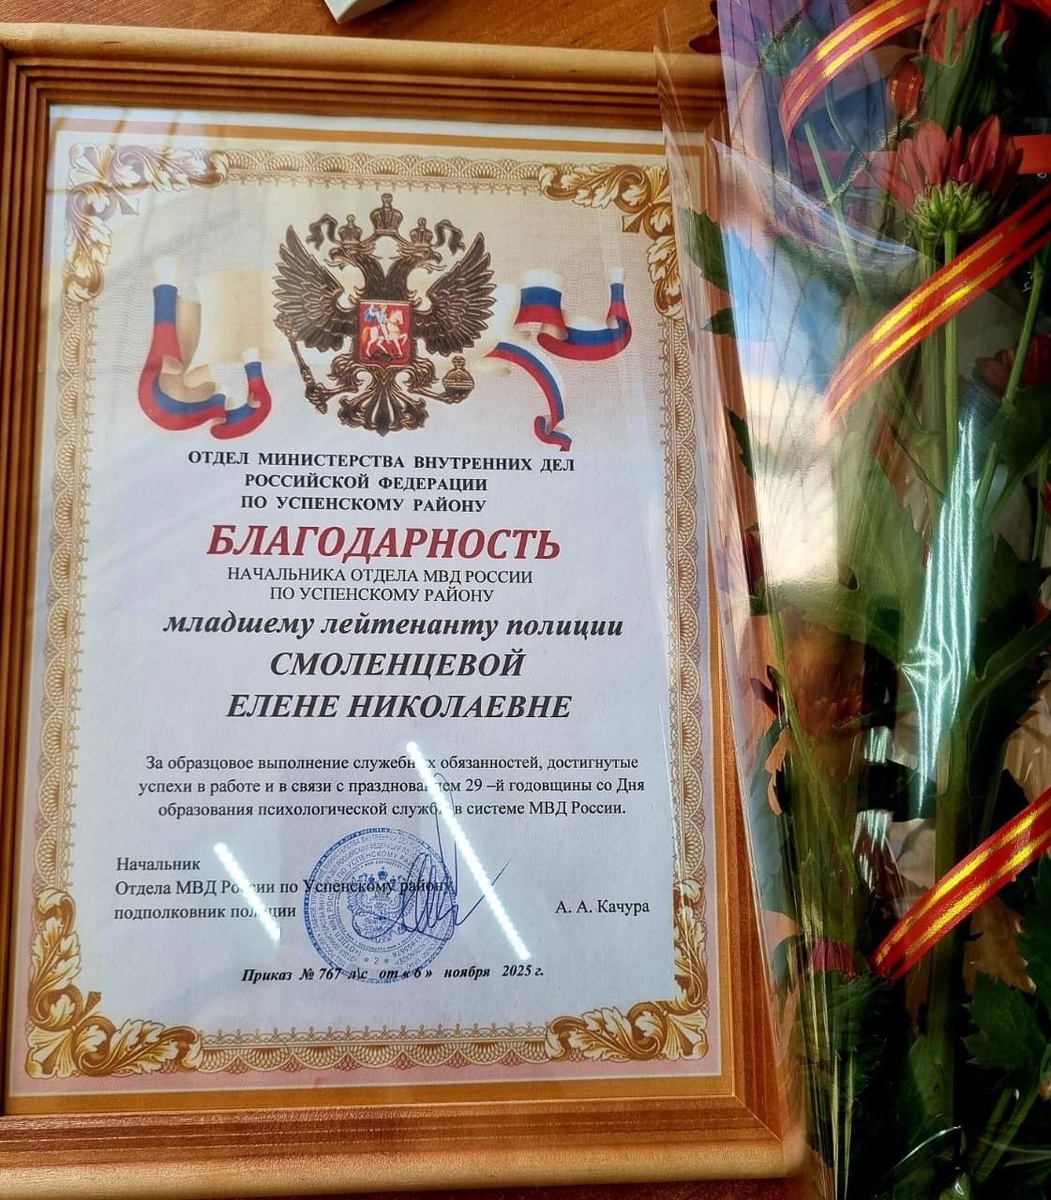 ОТДЕЛ МИНИСТЕРСТВА ВНУТРЕННИХ ДЕЛ
РОССИЙСКОЙ ФЕДЕРАЦИИ
ПО УСПЕНСКОМУ РАЙОНУ
БЛАГОДАРНОСТЬ
НАЧАЛЬНИКА ОТДЕЛА МВД РОССИИ
ПО УСПЕНСКОМУ РАЙОНУ
младшему лейтенанту полиции
СМОЛЕНЦЕВОЙ
ЕЛЕНЕ НИКОЛАЕВНЕ
За образцовое выполнение служебных обязанностей, достигнутые
успехи в работе и в связи с празднованием 29 –й годовщины со Дня
образования психологической службы в системе МВД России.
Начальник
Отдела МВД России по Успенскому району
подполковник полиции
А. А. Качура
Приказ № 767 л\с от « 6 » ноября 2025 г.